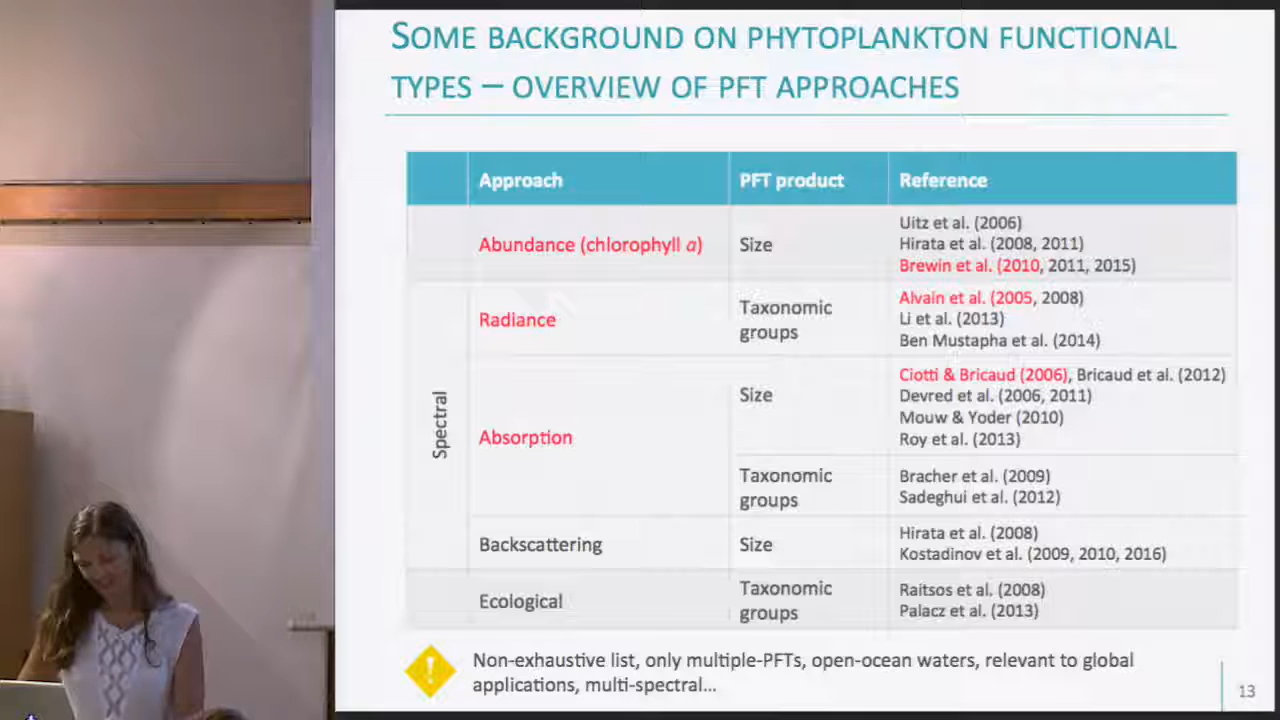 SOME BACKGROUND ON PHYTOPLANKTON FUNCTIONAL
TYPES – OVERVIEW OF PFT APPROACHES
Approach PFT product Reference
Abundance (chlorophyll a) Size
Uitz et al. (2006)
Hirata et al. (2008, 2011)
Brewin et al. (2010, 2011, 2015)
Spectral
Radiance
Taxonomic
groups
Alvain et al. (2005, 2008)
Li et al. (2013)
Ben Mustapha et al. (2014)
Absorption
Size
Ciotti & Bricaud (2006), Bricaud et al. (2012)
Devred et al. (2006, 2011)
Mouw & Yoder (2010)
Roy et al. (2013)
Taxonomic
groups
Bracher et al. (2009)
Sadeghui et al. (2012)
Backscattering Size
Hirata et al. (2008)
Kostadinov et al. (2009, 2010, 2016)
Ecological
Taxonomic
groups
Raitsos et al. (2008)
Palacz et al. (2013)
Non-exhaustive list, only multiple-PFTs, open-ocean waters, relevant to global
applications, multi-spectral...
13